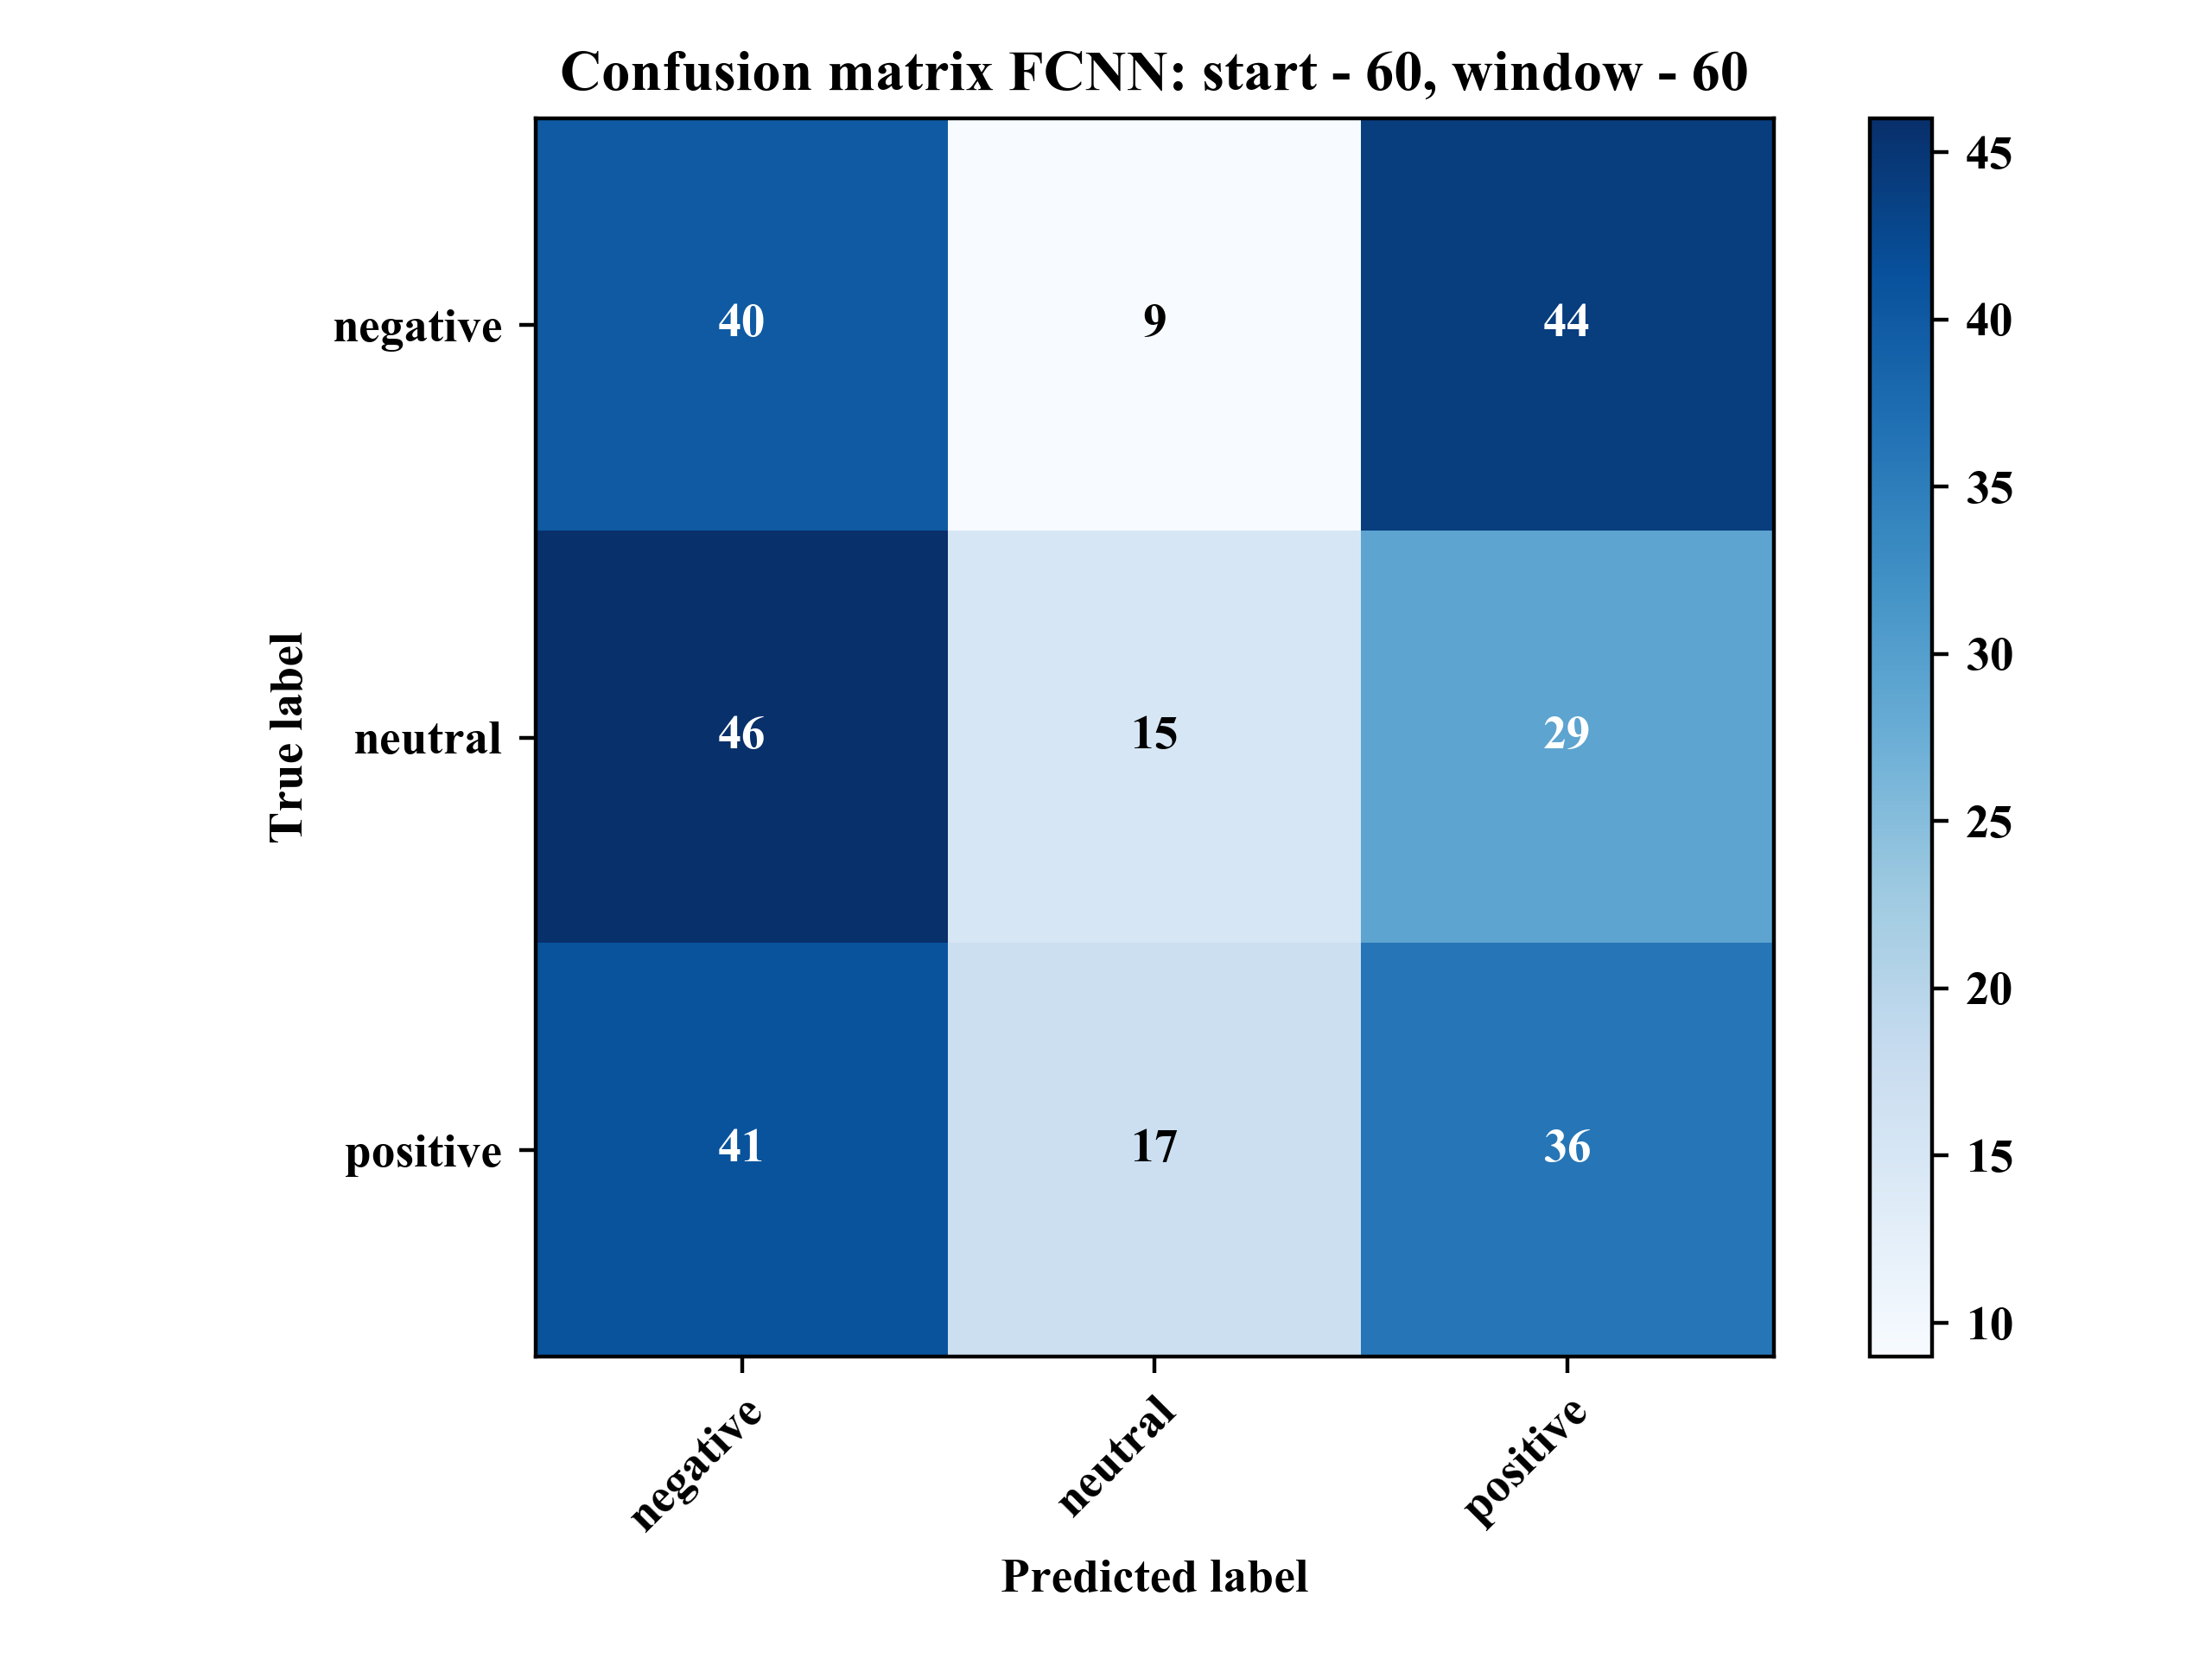 Confusion matrix FCNN: start - 60, window - 60
True label
negative
40
9
44
neutral
46
15
29
positive
41
17
36
negative
neutral
positive
Predicted label
45
40
35
30
25
20
15
10